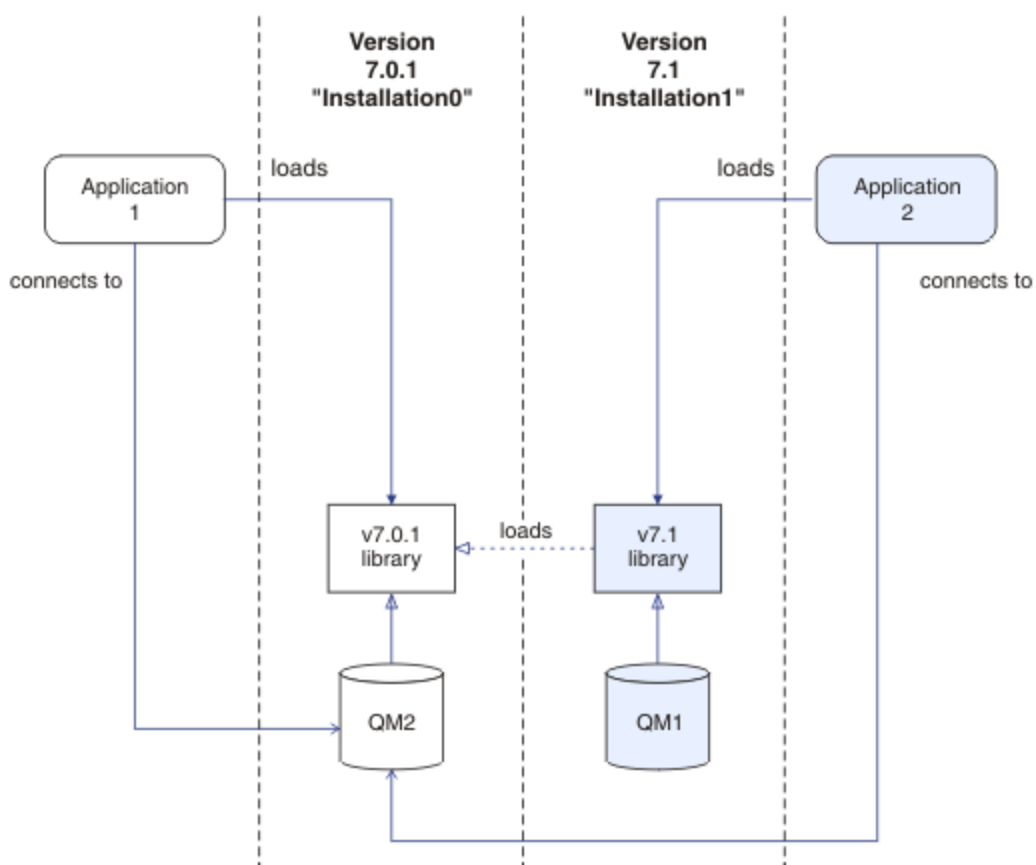 Version
7.0.1
"Installation0"
Version
7.1
"Installation1"
loads
loads
Application
1
Application
2
connects to
connects to
v7.0.1
library
loads
v7.1
library
QM2
QM1